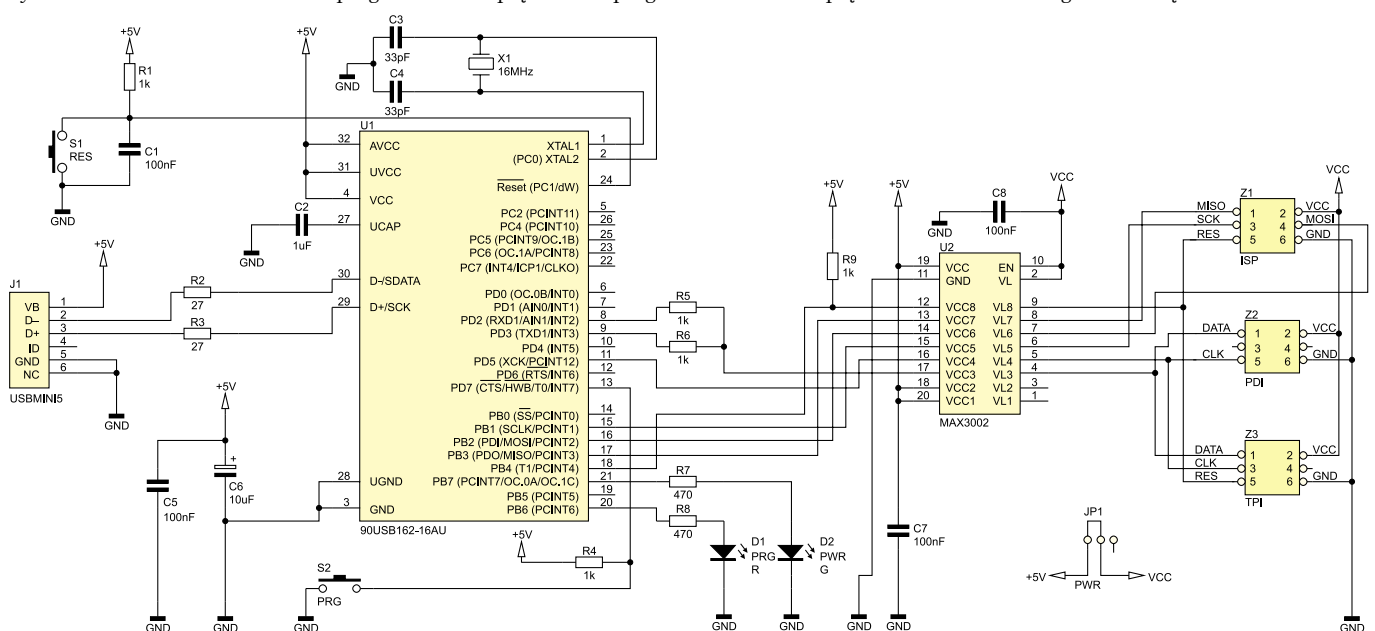 +5V
R1
1k
S1
RES
C1
100nF
GND
+5V
C3
33pF
C4
33pF
GND
X1
16MHz
U1
32 AVCC
31 UVCC
4 VCC
27 UCAP
30 D-/SDATA
29 D+/SCK
28 UGND
3 GND
XTAL1 1
(PC0) XTAL2 2
Reset (PC1/dW) 24
PC2 (PCINT11) 5
PC4 (PCINT10) 26
PC5 (PCINT9/OC.1B) 25
PC6 (OC.1A/PCINT8) 23
PC7 (INT4/ICP1/CLKO) 22
PD0 (OC.0B/INT0) 6
PD1 (AIN0/INT1) 7
PD2 (RXD1/AIN1/INT2) 8
PD3 (TXD1/INT3) 9
PD4 (INT5) 10
PD5 (XCK/PCINT12) 11
PD6 (RTS/INT6) 12
PD7 (CTS/HWB/T0/INT7) 13
PB0 (SS/PCINT0) 14
PB1 (SCLK/PCINT1) 15
PB2 (PDI/MOSI/PCINT2) 16
PB3 (PDO/MISO/PCINT3) 17
PB4 (T1/PCINT4) 18
PB7 (PCINT7/OC.0A/OC.1C) 21
PB5 (PCINT5) 19
PB6 (PCINT6) 20
90USB162-16AU
C2
1uF
GND
+5V
J1
VB 1
D– 2
D+ 3
ID 4
GND 5
NC 6
USBMINI5
GND
R2
27
R3
27
+5V
C5
100nF
C6
+
10uF
GND
GND
S2
PRG
GND
+5V
R4
1k
R5
1k
R6
1k
R7
470
R8
470
D1
PRG
R
D2
PWR
G
GND
GND
+5V
R9
1k
+5V
C8
100nF
GND
VCC
U2
19 VCC
11 GND
12 VCC8
13 VCC7
14 VCC6
15 VCC5
16 VCC4
17 VCC3
18 VCC2
20 VCC1
EN 10
VL 2
VL8 9
VL7 8
VL6 7
VL5 6
VL4 5
VL3 4
VL2 3
VL1 1
MAX3002
C7
100nF
GND
GND
VCC
Z1
MISO 1 2 VCC
SCK 3 4 MOSI
RES 5 6 GND
ISP
Z2
DATA 1 2 VCC
3 4
CLK 5 6 GND
PDI
Z3
DATA 1 2 VCC
CLK 3 4
RES 5 6 GND
TPI
JP1
+5V
PWR
VCC
GND